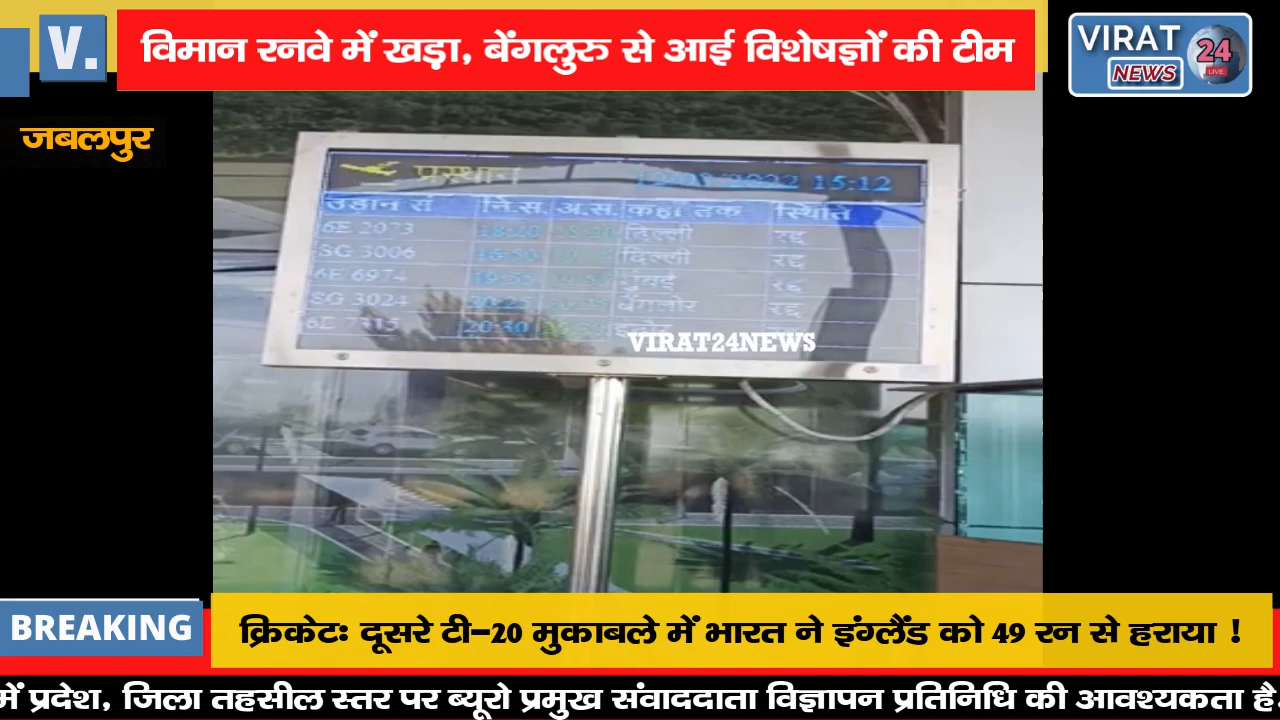 V.
विमान रनवे में खड़ा, बेंगलुरु से आई विशेषज्ञों की टीम
VIRAT
24
NEWS
LIVE
जबलपुर
प्रस्थान 2022 15:12
उड़ान सं नि.स. अ.स. कहाँ तक स्थिति
6E 2073 दिल्ली रद्द
SG 3006 दिल्ली रद्द
6E 6974 मुंबई रद्द
SG 3024 बेंगलोर रद्द
6E 20:30
VIRAT24NEWS
BREAKING
क्रिकेटः दूसरे टी-20 मुकाबले में भारत ने इंग्लैंड को 49 रन से हराया !
में प्रदेश, जिला तहसील स्तर पर ब्यूरो प्रमुख संवाददाता विज्ञापन प्रतिनिधि की आवश्यकता है,